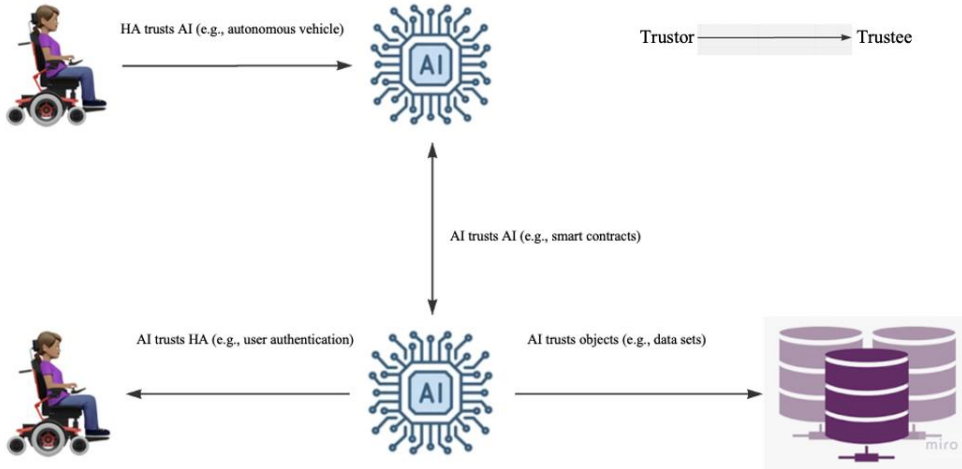 HA trusts AI (e.g., autonomous vehicle)
AI
Trustor
Trustee
AI trusts AI (e.g., smart contracts)
AI trusts HA (e.g., user authentication)
AI
AI trusts objects (e.g., data sets)
miro